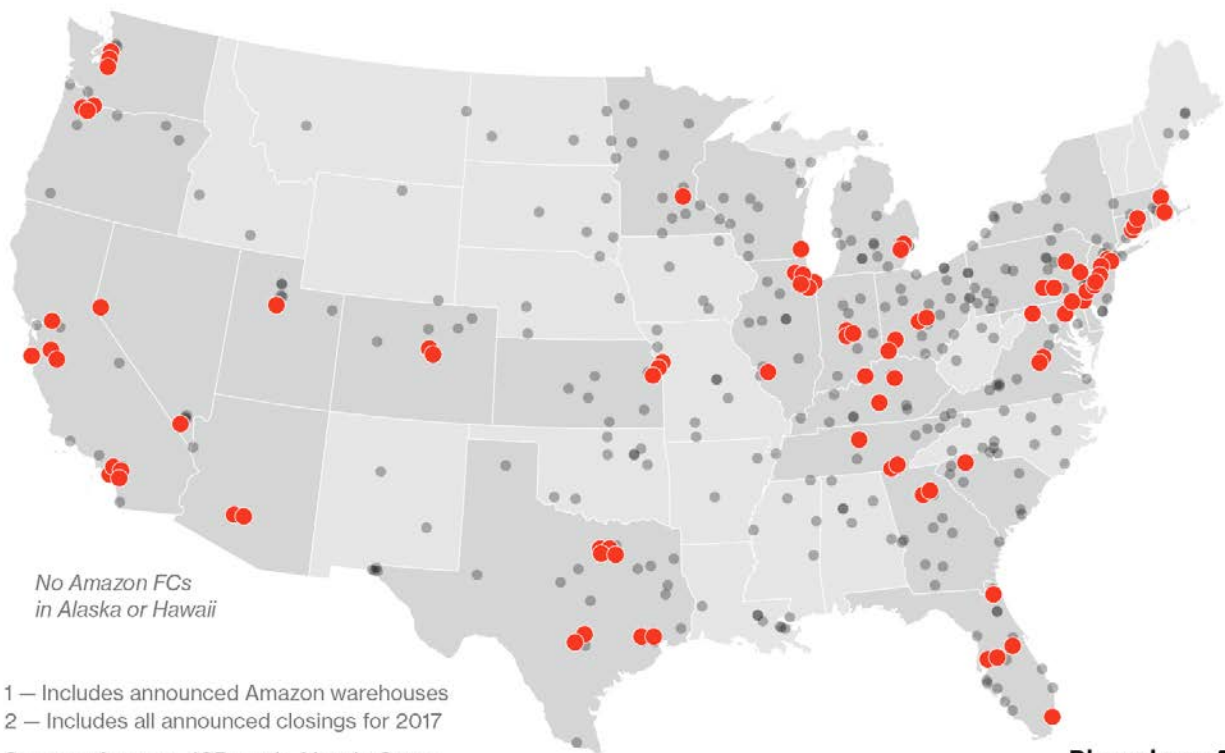 No Amazon FCs
in Alaska or Hawaii
1 — Includes announced Amazon warehouses
2 — Includes all announced closings for 2017